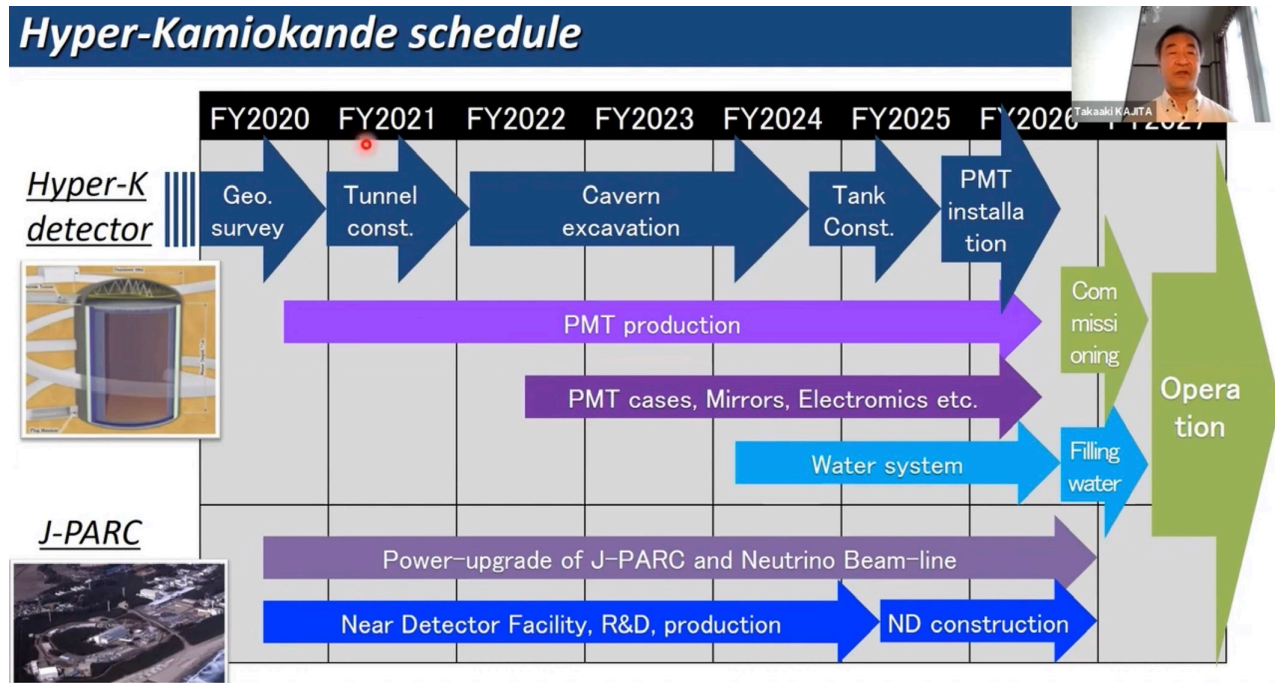 Hyper-Kamiokande schedule
Takaaki KAJITA
FY2020 FY2021 FY2022 FY2023 FY2024 FY2025 FY2026 FY2027
Hyper-K
detector
Geo.
survey
Tunnel
const.
Cavern
excavation
Tank
Const.
PMT
installa
tion
PMT production
Com
missi
oning
PMT cases, Mirrors, Electromics etc.
Opera
tion
Water system
Filling
water
J-PARC
Power-upgrade of J-PARC and Neutrino Beam-line
Near Detector Facility, R&D, production
ND construction